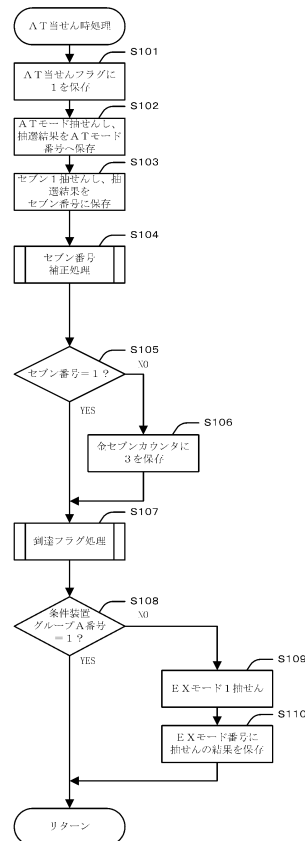 ＡＴ当せん時処理
S101
ＡＴ当せんフラグに
１を保存
S102
ＡＴモード抽せんし、
抽選結果をＡＴモード
番号へ保存
S103
セブン１抽せんし、抽
選結果を
セブン番号に保存
S104
セブン番号
補正処理
S105
セブン番号＝１？
NO
YES
S106
金セブンカウンタに
３を保存
S107
到達フラグ処理
S108
条件装置
グループＡ番号
＝１？
NO
YES
S109
ＥＸモード１抽せん
S110
ＥＸモード番号に
抽せんの結果を保存
リターン